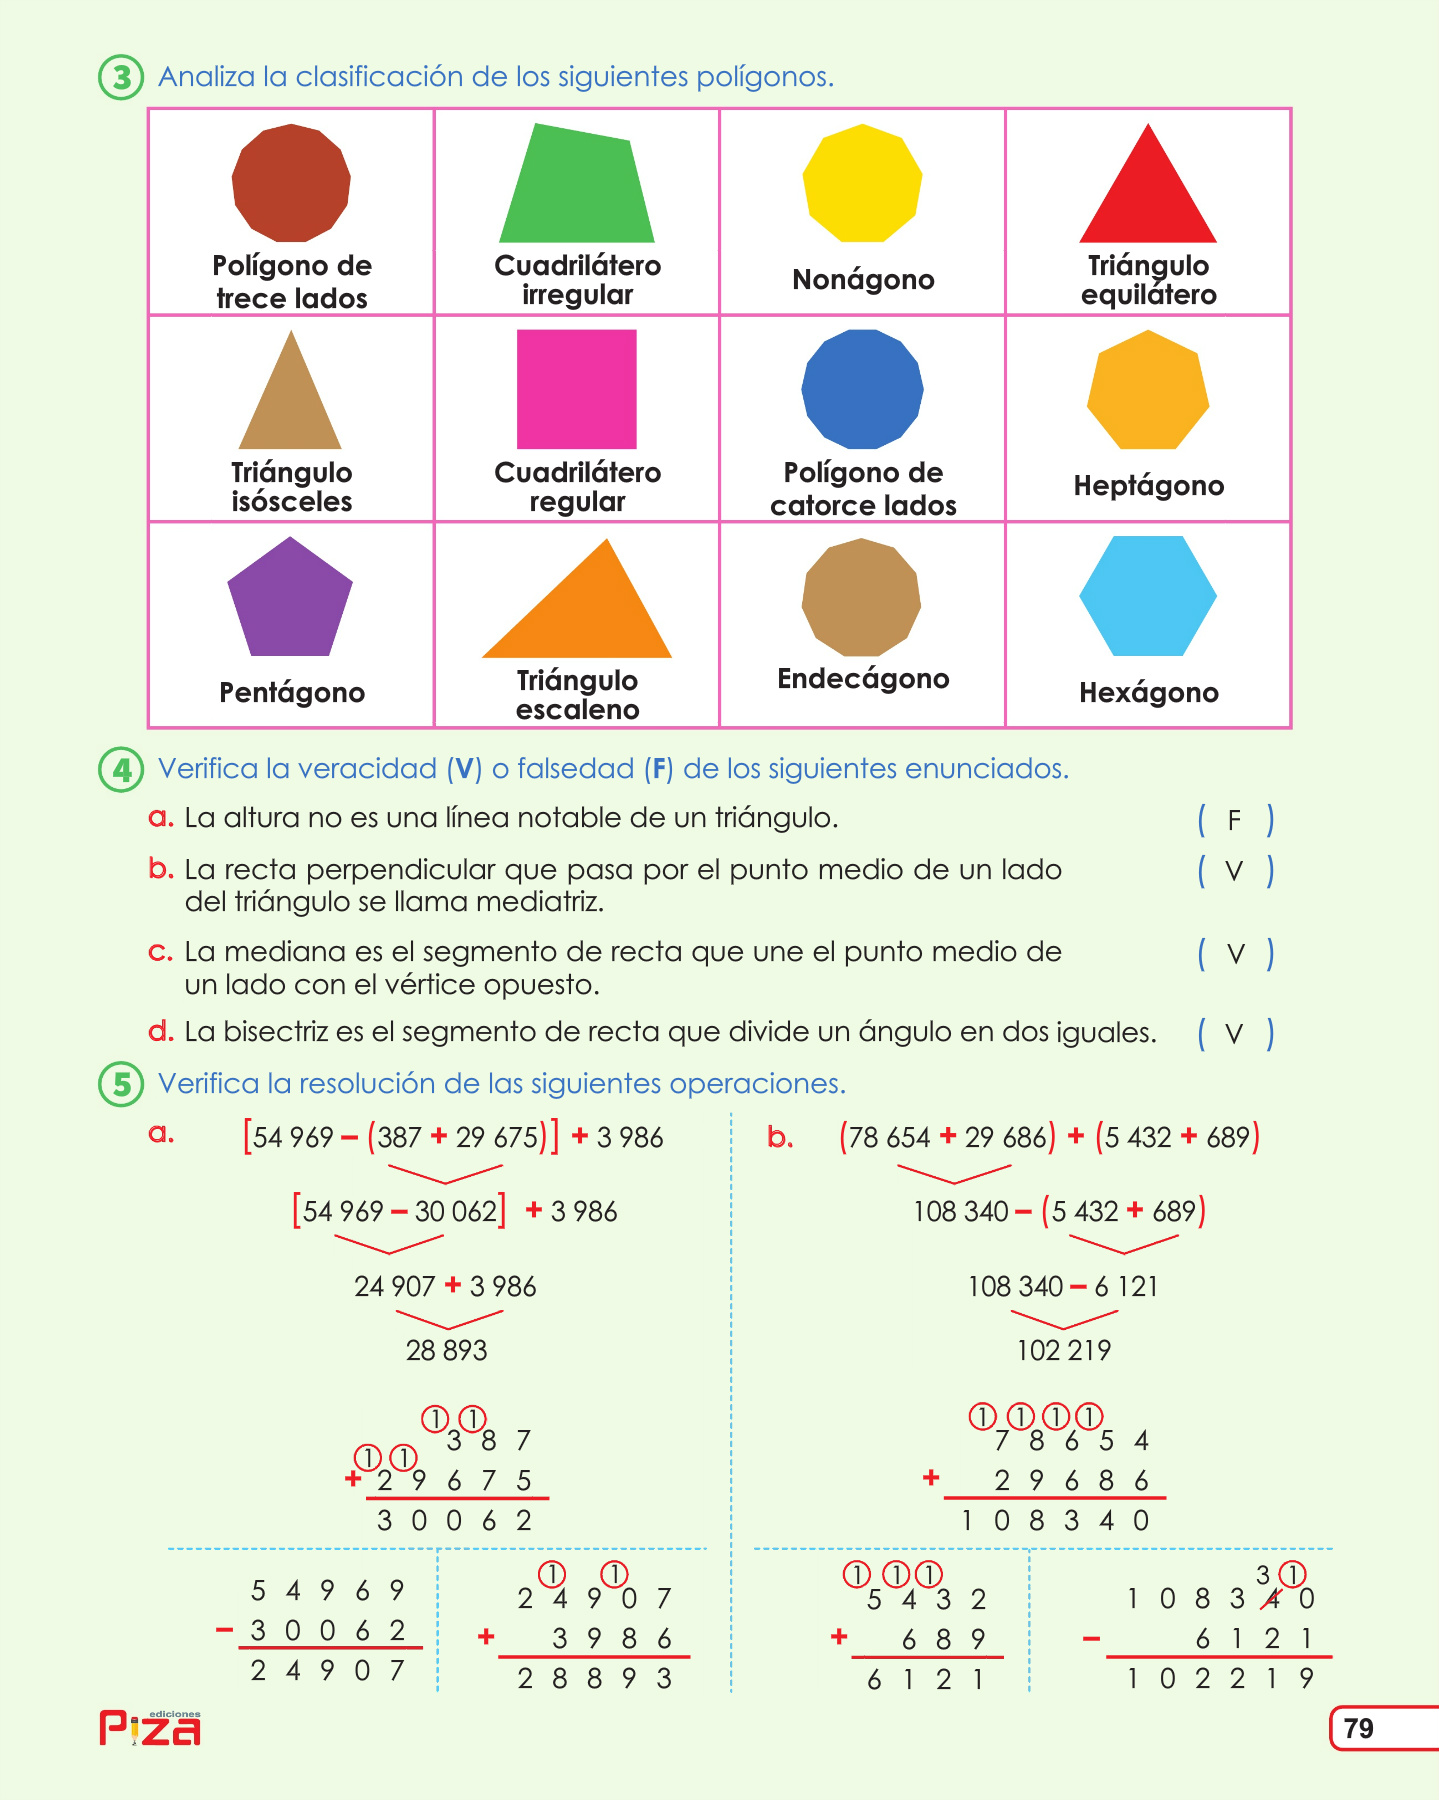 3 Analiza la clasificación de los siguientes polígonos.
Polígono de
trece lados
Cuadrilátero
irregular
Nonágono
Triángulo
equilátero
Triángulo
isósceles
Cuadrilátero
regular
Polígono de
catorce lados
Heptágono
Pentágono
Triángulo
escaleno
Endecágono
Hexágono
4 Verifica la veracidad (V) o falsedad (F) de los siguientes enunciados.
a. La altura no es una línea notable de un triángulo. ( F )
b. La recta perpendicular que pasa por el punto medio de un lado ( V )
del triángulo se llama mediatriz.
c. La mediana es el segmento de recta que une el punto medio de ( V )
un lado con el vértice opuesto.
d. La bisectriz es el segmento de recta que divide un ángulo en dos iguales. ( V )
5 Verifica la resolución de las siguientes operaciones.
a. [54 969 – (387 + 29 675)] + 3 986
[54 969 – 30 062] + 3 986
24 907 + 3 986
28 893
1 1
3 8 7
1 1
+ 2 9 6 7 5
3 0 0 6 2
5 4 9 6 9
– 3 0 0 6 2
2 4 9 0 7
1 1
2 4 9 0 7
+ 3 9 8 6
2 8 8 9 3
b. (78 654 + 29 686) + (5 432 + 689)
108 340 – (5 432 + 689)
108 340 – 6 121
102 219
1 1 1 1
7 8 6 5 4
+ 2 9 6 8 6
1 0 8 3 4 0
1 1 1
5 4 3 2
+ 6 8 9
6 1 2 1
3 1
1 0 8 3 4 0
– 6 1 2 1
1 0 2 2 1 9
ediciones
Piza
79